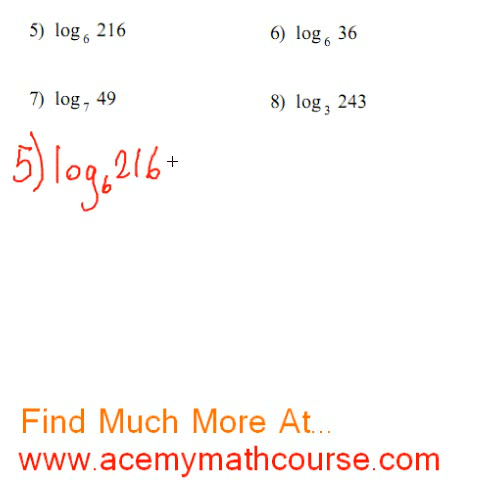 5) log₆ 216 6) log₆ 36
7) log₇ 49 8) log₃ 243
5) log₆ 216
Find Much More At...
www.acemymathcourse.com